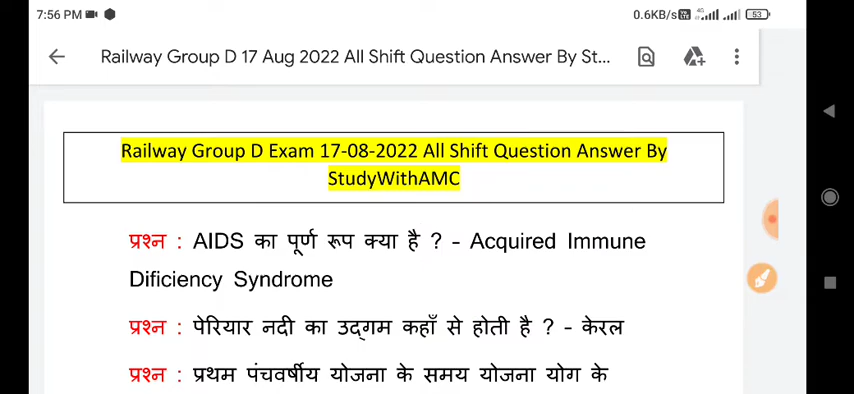 7:56 PM
0.6KB/s 4G 53
Railway Group D 17 Aug 2022 All Shift Question Answer By St...
Railway Group D Exam 17-08-2022 All Shift Question Answer By
StudyWithAMC
प्रश्न : AIDS का पूर्ण रूप क्या है ? - Acquired Immune
Dificiency Syndrome
प्रश्न : पेरियार नदी का उद्गम कहाँ से होती है ? - केरल
प्रश्न : प्रथम पंचवर्षीय योजना के समय योजना योग के